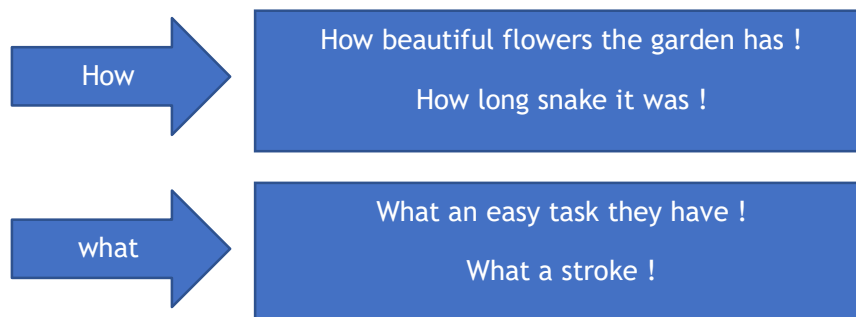 How
How beautiful flowers the garden has !
How long snake it was !
what
What an easy task they have !
What a stroke !